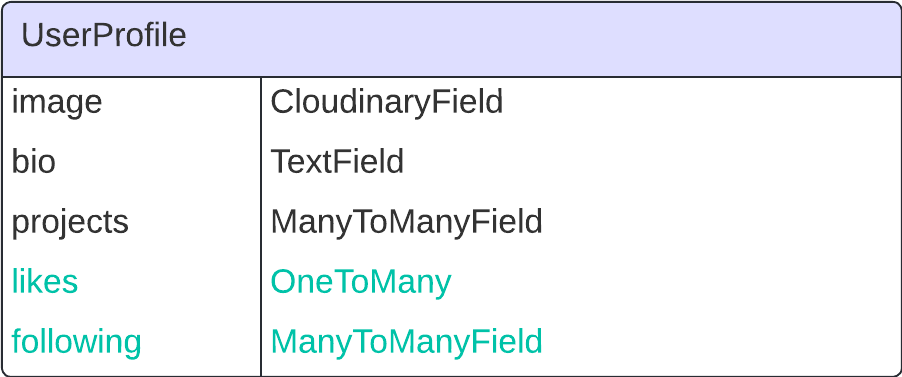 UserProfile
image CloudinaryField
bio TextField
projects ManyToManyField
likes OneToMany
following ManyToManyField